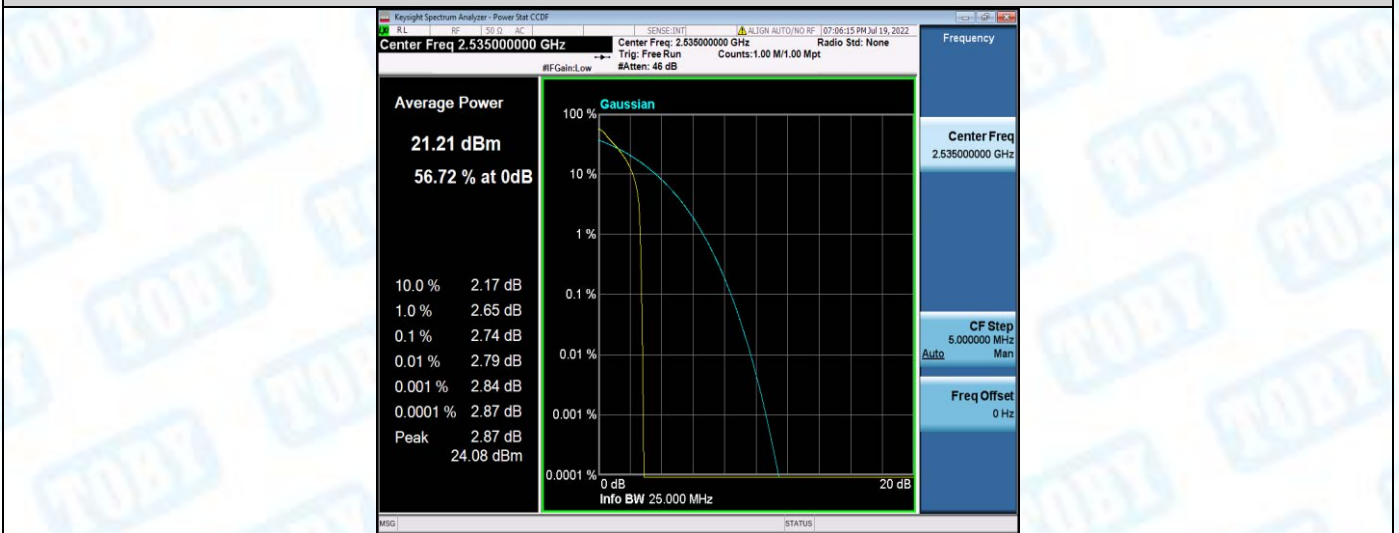 Keysight Spectrum Analyzer - Power Stat CCDF
RL RF 50 Ω AC SENSE:INT ALIGN AUTO/NO RF 07:06:15 PM Jul 19, 2022
Center Freq 2.535000000 GHz
Center Freq: 2.535000000 GHz Radio Std: None
Trig: Free Run Counts:1.00 M/1.00 Mpt
#IFGain:Low #Atten: 46 dB
Frequency
Average Power
21.21 dBm
56.72 % at 0dB
10.0 % 2.17 dB
1.0 % 2.65 dB
0.1 % 2.74 dB
0.01 % 2.79 dB
0.001 % 2.84 dB
0.0001 % 2.87 dB
Peak 2.87 dB
24.08 dBm
Gaussian
100 %
10 %
1 %
0.1 %
0.01 %
0.001 %
0.0001 %
0 dB 20 dB
Info BW 25.000 MHz
Center Freq
2.535000000 GHz
CF Step
5.000000 MHz
Auto Man
Freq Offset
0 Hz
MSG STATUS
TOBY
TOBY
TOBY
TOBY
TOBY
TOBY
TOBY
TOBY